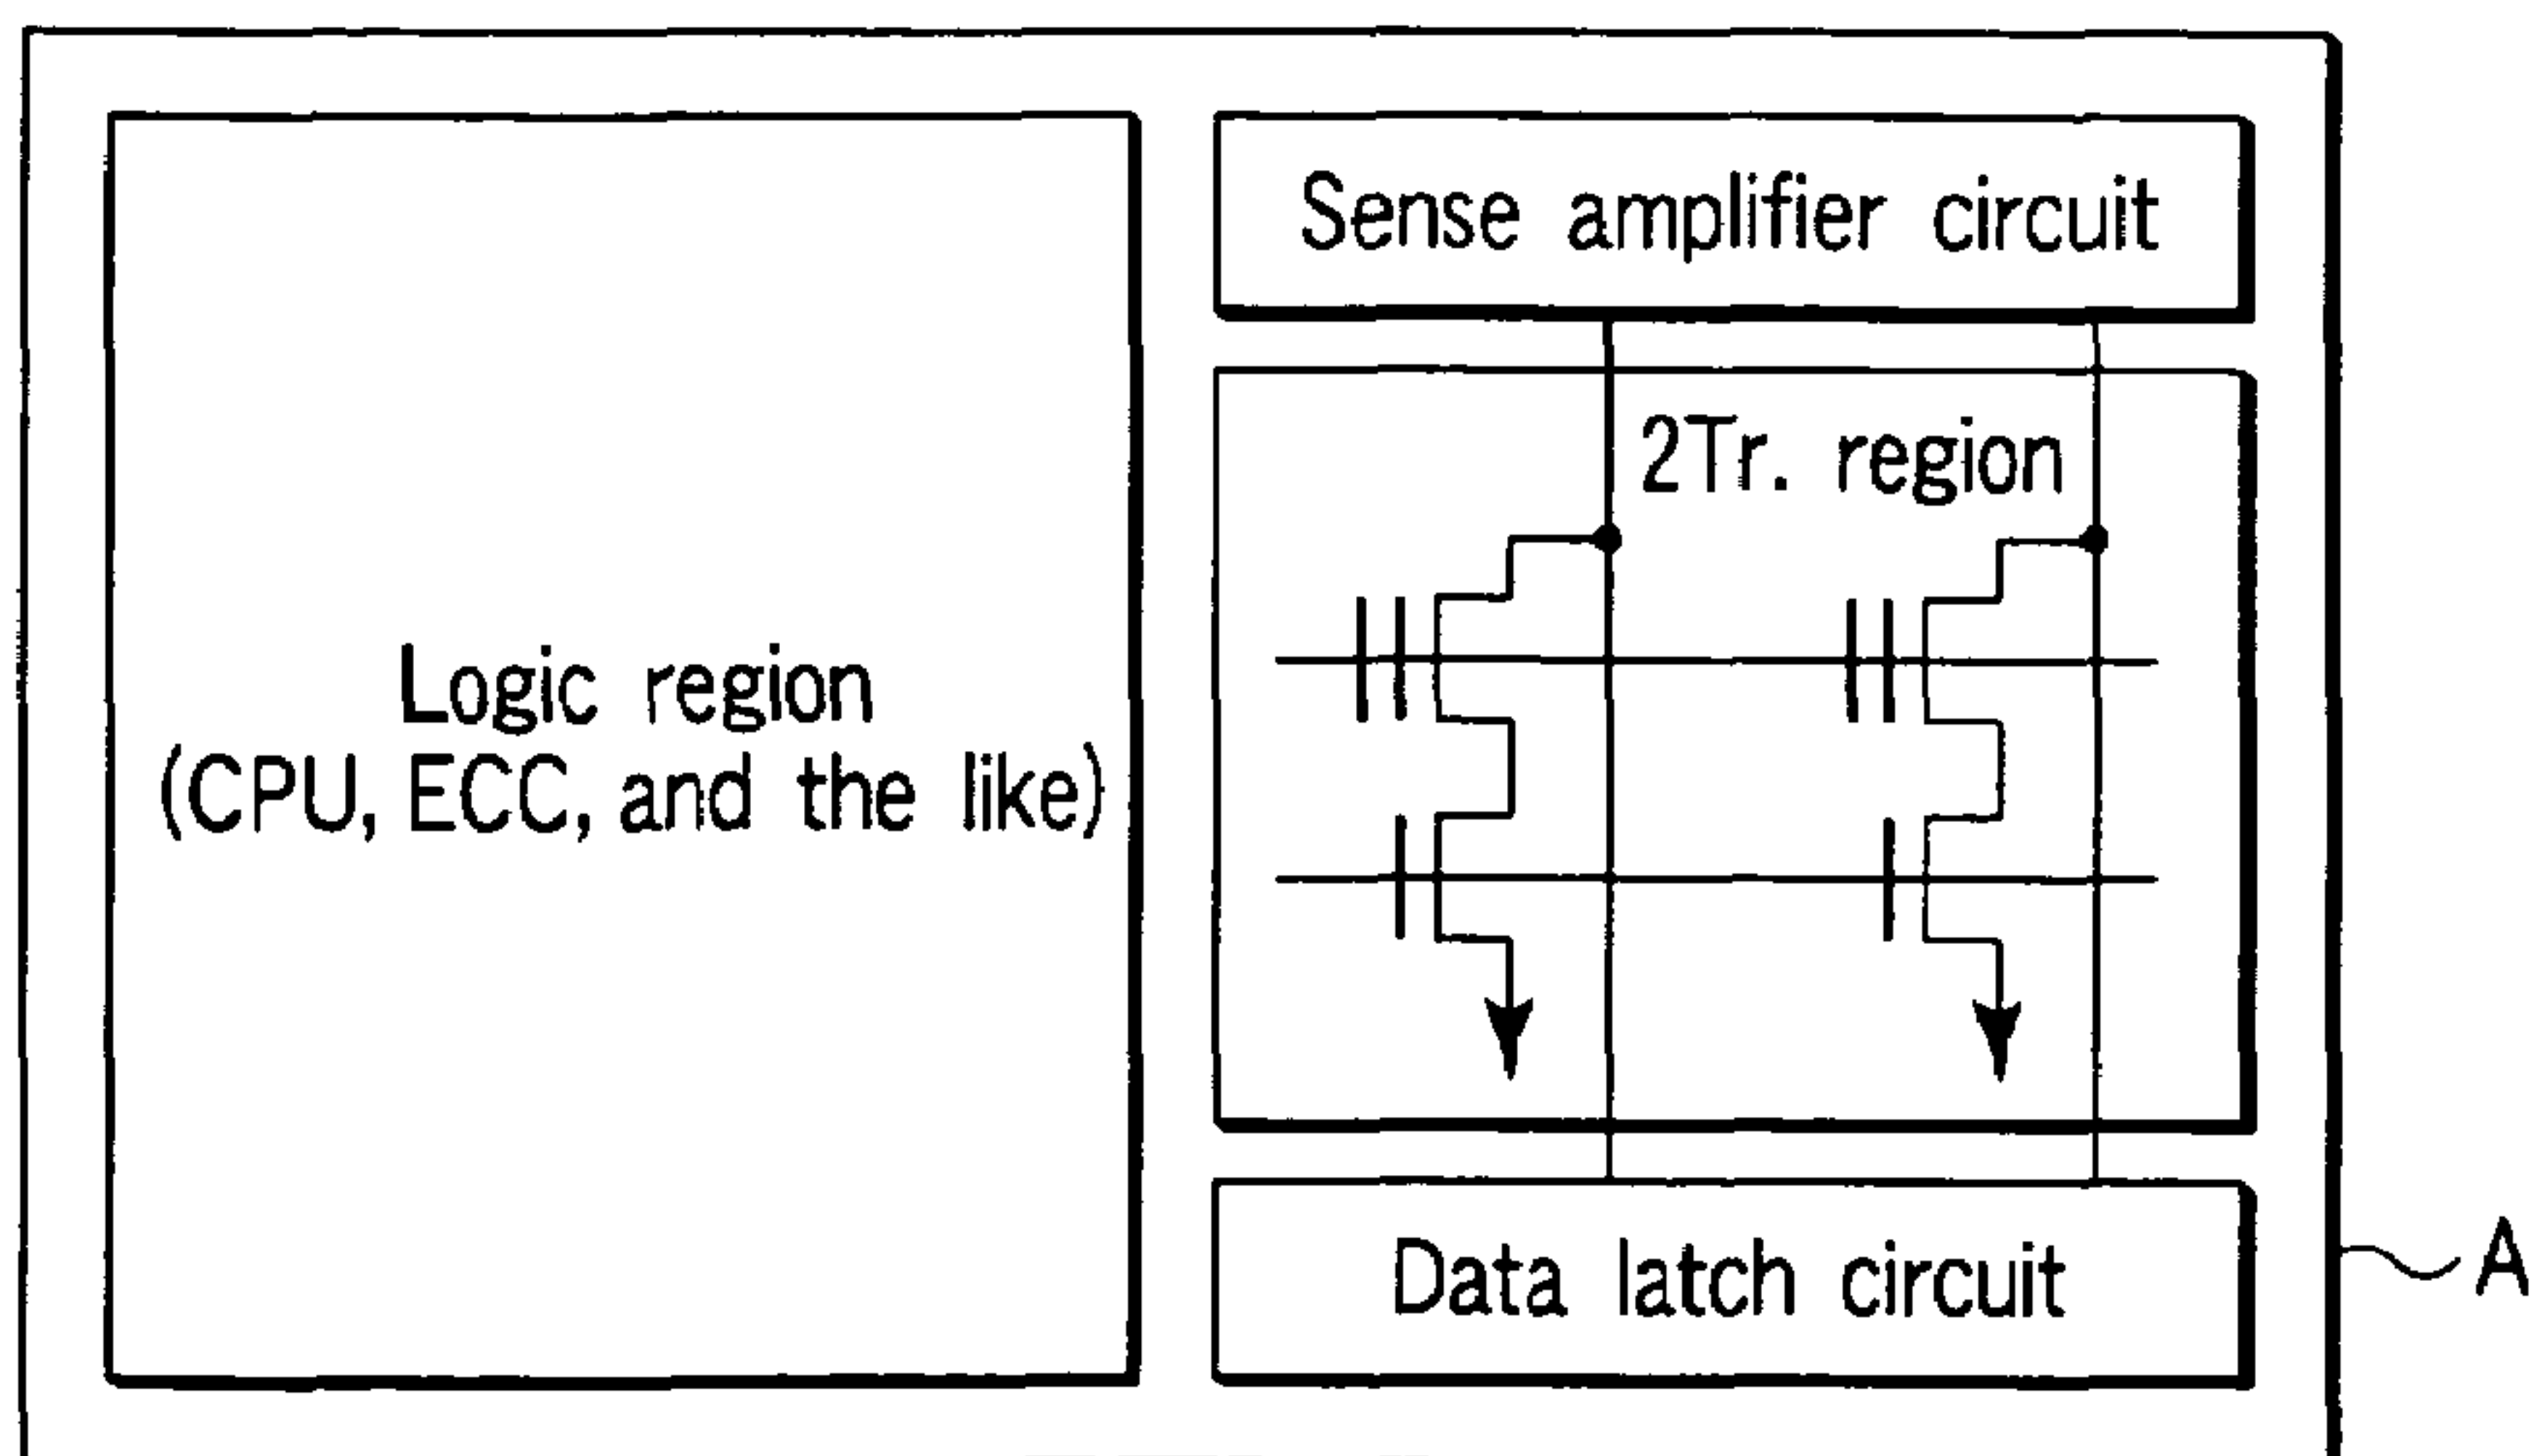 Sense amplifier circuit
2Tr. region
Logic region
(CPU, ECC, and the like)
Data latch circuit
A